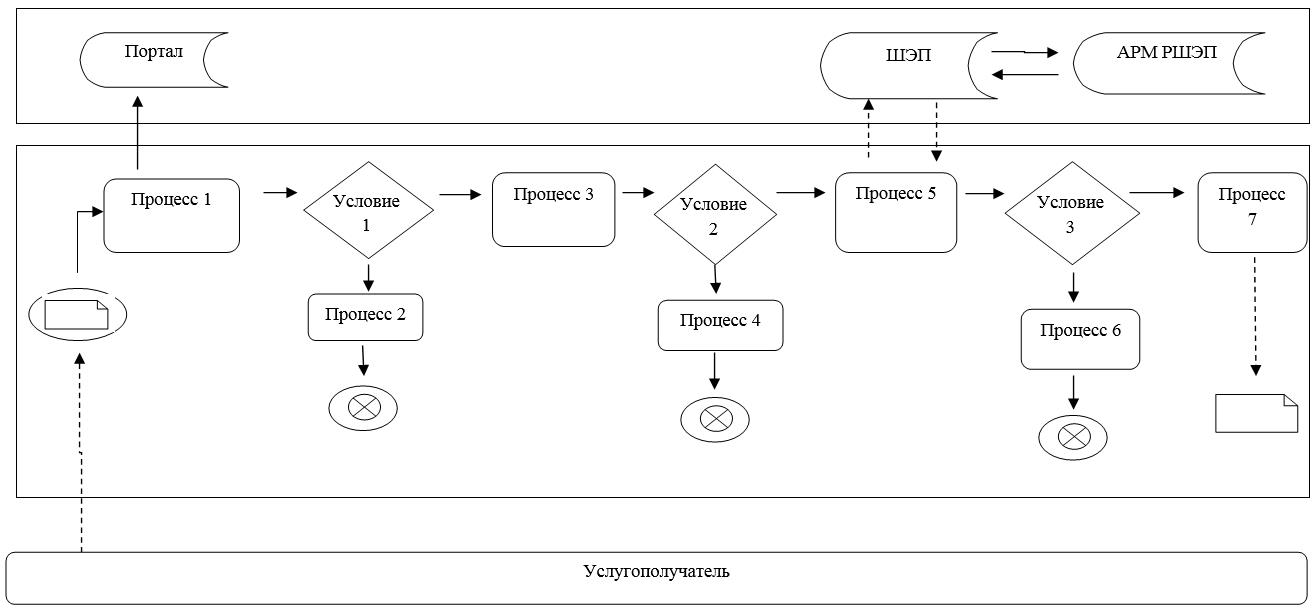 Портал
ШЭП
АРМ РШЭП
Процесс 1
Условие
1
Процесс 3
Условие
2
Процесс 5
Условие
3
Процесс
7
Процесс 2
Процесс 4
Процесс 6
Услугополучатель